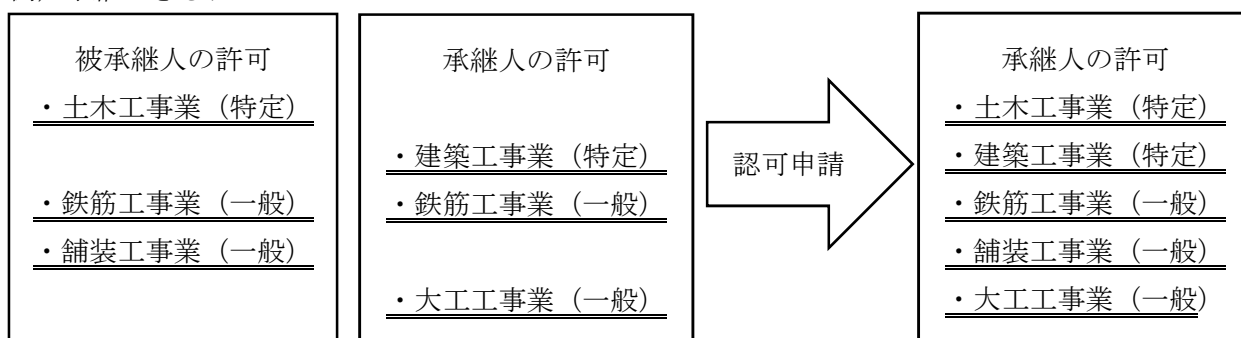 被承継人の許可
・土木工事業（特定）
・鉄筋工事業（一般）
・舗装工事業（一般）
承継人の許可
・建築工事業（特定）
・鉄筋工事業（一般）
・大工工事業（一般）
認可申請
承継人の許可
・土木工事業（特定）
・建築工事業（特定）
・鉄筋工事業（一般）
・舗装工事業（一般）
・大工工事業（一般）